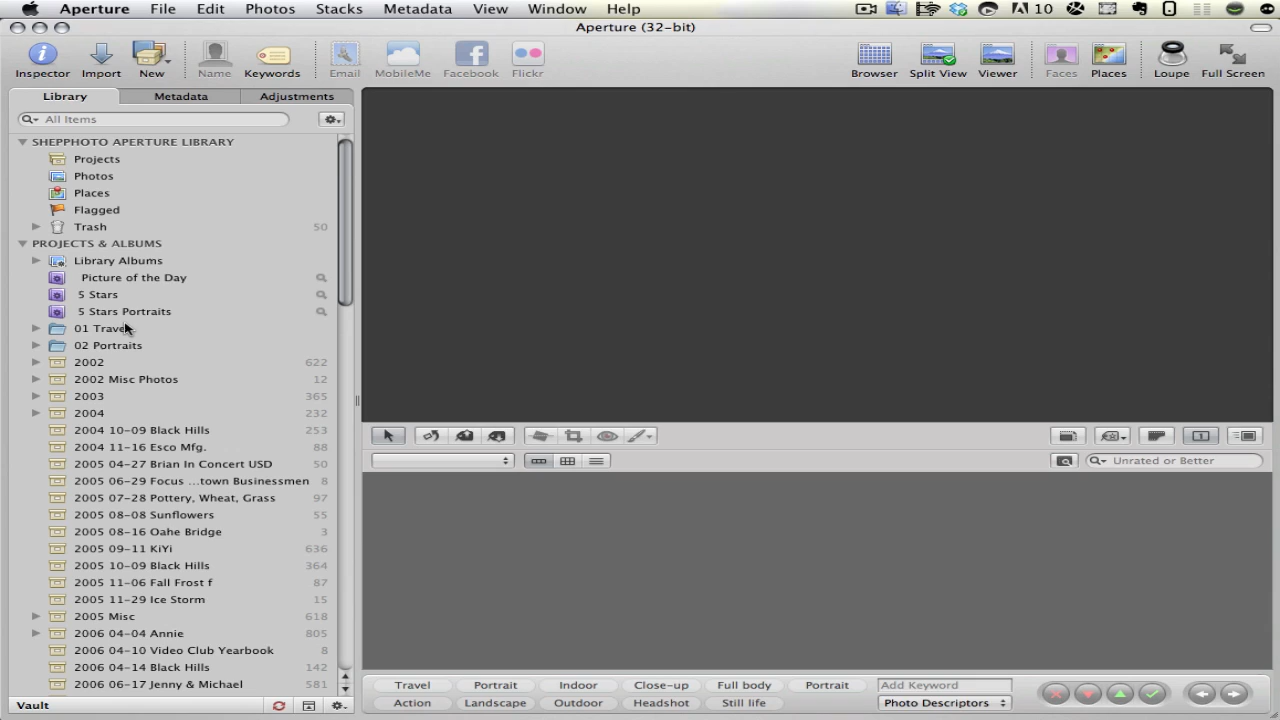 Aperture File Edit Photos Stacks Metadata View Window Help 10
Aperture (32-bit)
Inspector Import New Name Keywords Email MobileMe Facebook Flickr Browser Split View Viewer Faces Places Loupe Full Screen
Library Metadata Adjustments
All Items
SHEPPHOTO APERTURE LIBRARY
Projects
Photos
Places
Flagged
Trash 50
PROJECTS & ALBUMS
Library Albums
Picture of the Day
5 Stars
5 Stars Portraits
01 Travel
02 Portraits
2002 622
2002 Misc Photos 12
2003 365
2004 232
2004 10-09 Black Hills 253
2004 11-16 Esco Mfg. 88
2005 04-27 Brian In Concert USD 50
2005 06-29 Focus ...town Businessmen 8
2005 07-28 Pottery, Wheat, Grass 97
2005 08-08 Sunflowers 55
2005 08-16 Oahe Bridge 3
2005 09-11 KiYi 636
2005 10-09 Black Hills 364
2005 11-06 Fall Frost f 87
2005 11-29 Ice Storm 15
2005 Misc 618
2006 04-04 Annie 805
2006 04-10 Video Club Yearbook 8
2006 04-14 Black Hills 142
2006 06-17 Jenny & Michael 581
Vault
Unrated or Better
Travel Portrait Indoor Close-up Full body Portrait Add Keyword
Action Landscape Outdoor Headshot Still life Photo Descriptors